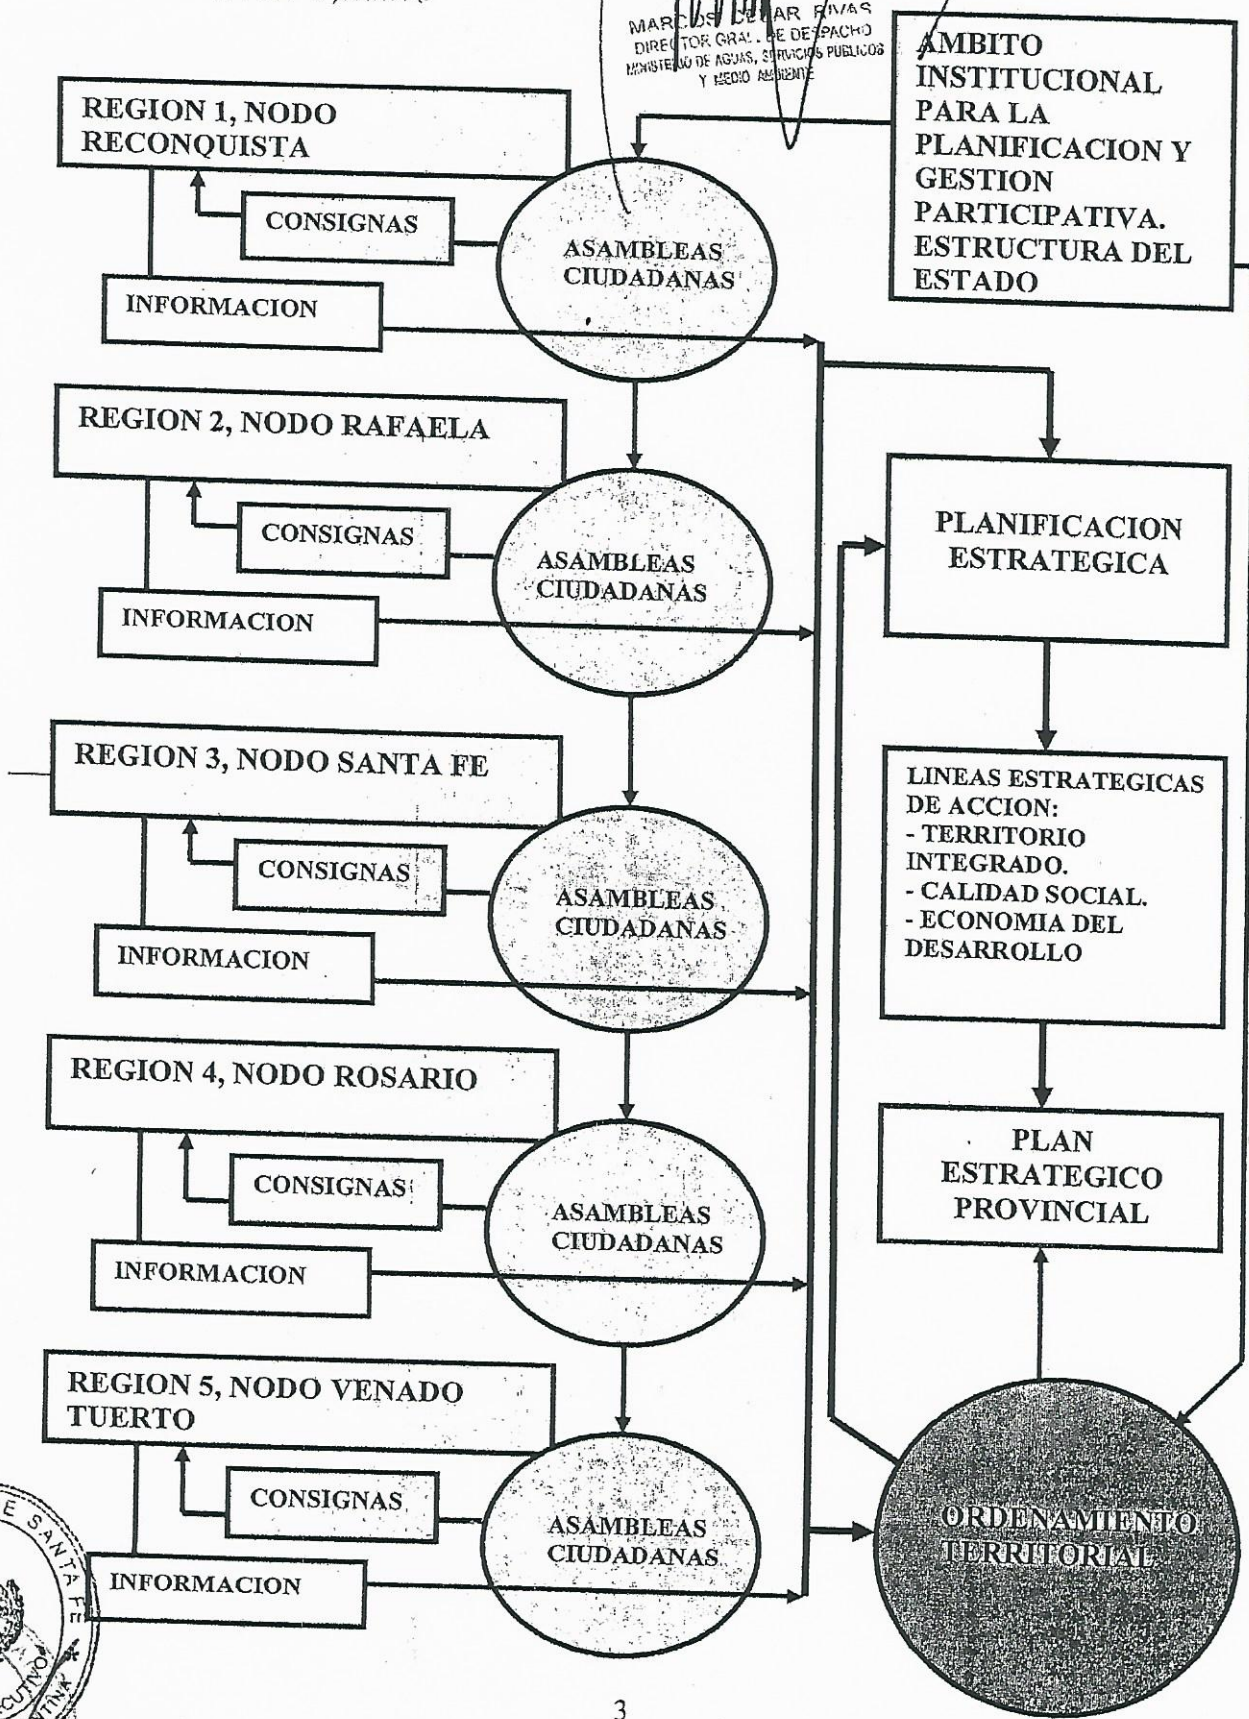 MARCOS CESAR RIVAS
DIRECTOR GRAL. DE DESPACHO
MINISTERIO DE AGUAS, SERVICIOS PUBLICOS
Y MEDIO AMBIENTE
AMBITO
INSTITUCIONAL
PARA LA
PLANIFICACION Y
GESTION
PARTICIPATIVA.
ESTRUCTURA DEL
ESTADO
REGION 1, NODO
RECONQUISTA
CONSIGNAS
INFORMACION
ASAMBLEAS
CIUDADANAS
REGION 2, NODO RAFAELA
CONSIGNAS
INFORMACION
ASAMBLEAS
CIUDADANAS
REGION 3, NODO SANTA FE
CONSIGNAS
INFORMACION
ASAMBLEAS
CIUDADANAS
REGION 4, NODO ROSARIO
CONSIGNAS
INFORMACION
ASAMBLEAS
CIUDADANAS
REGION 5, NODO VENADO
TUERTO
CONSIGNAS
INFORMACION
ASAMBLEAS
CIUDADANAS
PLANIFICACION
ESTRATEGICA
LINEAS ESTRATEGICAS
DE ACCION:
- TERRITORIO
INTEGRADO.
- CALIDAD SOCIAL.
- ECONOMIA DEL
DESARROLLO
PLAN
ESTRATEGICO
PROVINCIAL
ORDENAMIENTO
TERRITORIAL
E SANTA FE
3